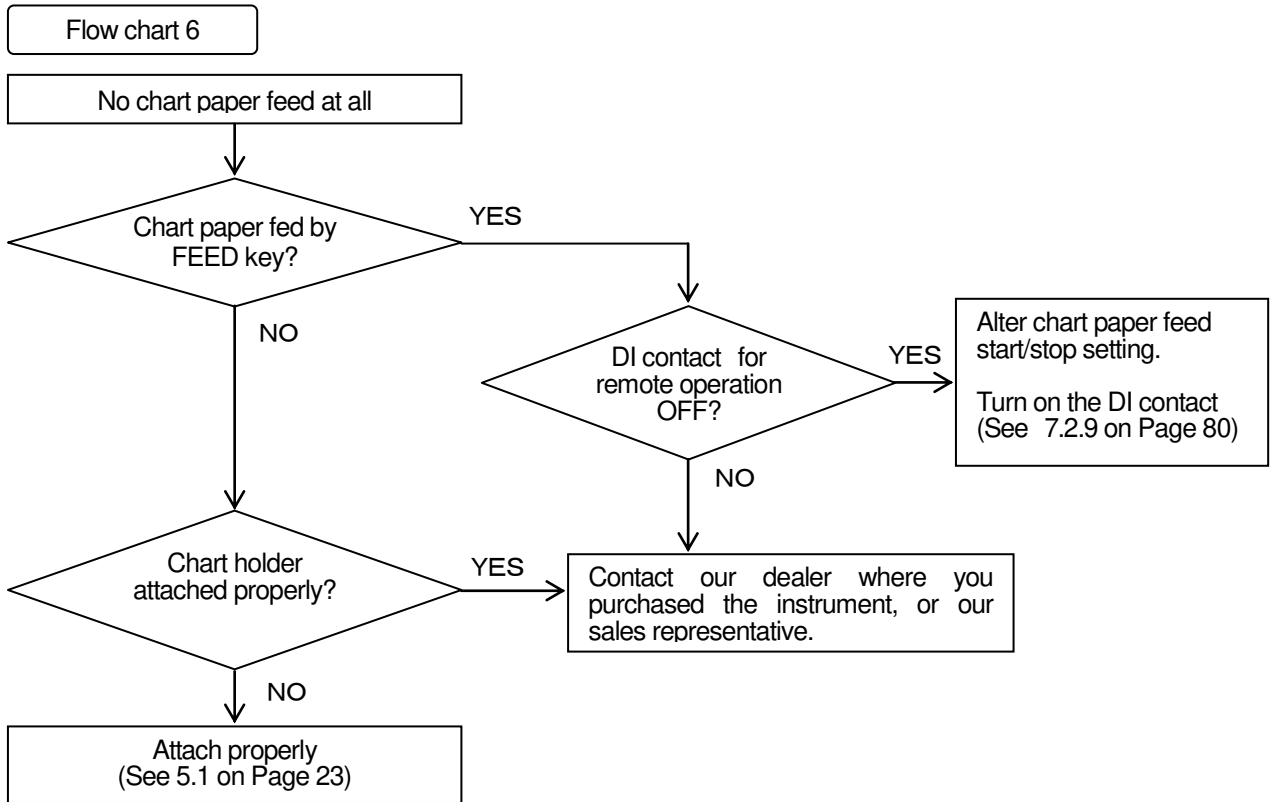 Flow chart 6
No chart paper feed at all
Chart paper fed by
FEED key?
YES
NO
DI contact for
remote operation
OFF?
YES
Alter chart paper feed
start/stop setting.
Turn on the DI contact
(See 7.2.9 on Page 80)
NO
Chart holder
attached properly?
YES
Contact our dealer where you
purchased the instrument, or our
sales representative.
NO
Attach properly
(See 5.1 on Page 23)